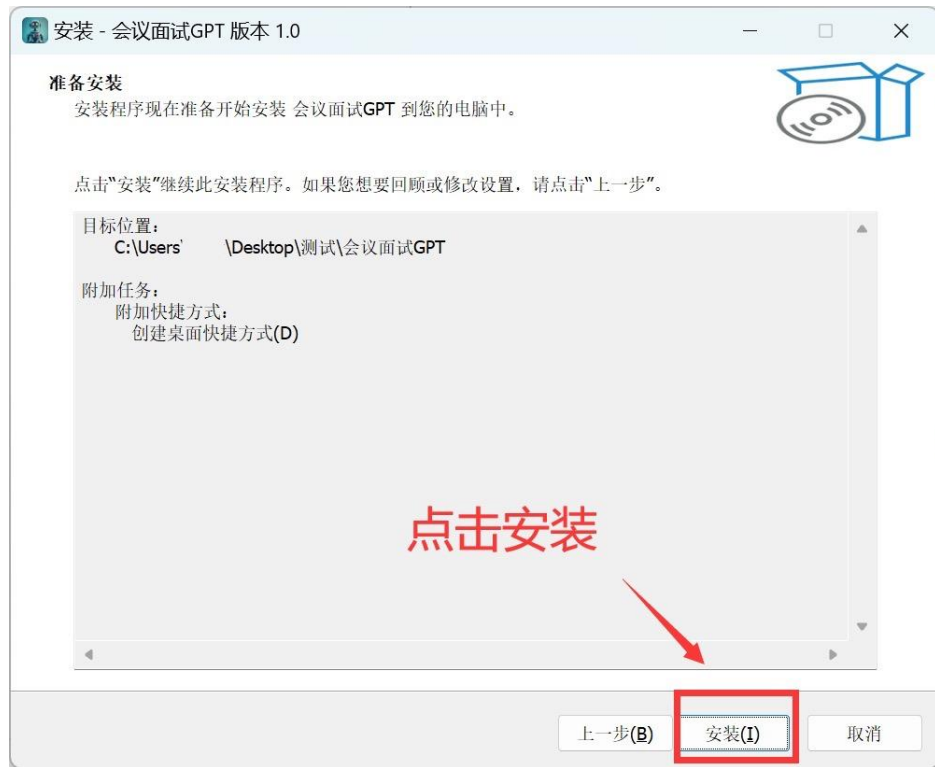 安装 - 会议面试GPT 版本 1.0
准备安装
安装程序现在准备开始安装 会议面试GPT 到您的电脑中。
点击“安装”继续此安装程序。如果您想要回顾或修改设置，请点击“上一步”。
目标位置：
C:\Users' \Desktop\测试\会议面试GPT
附加任务：
附加快捷方式：
创建桌面快捷方式(D)
点击安装
上一步(B) 安装(I) 取消